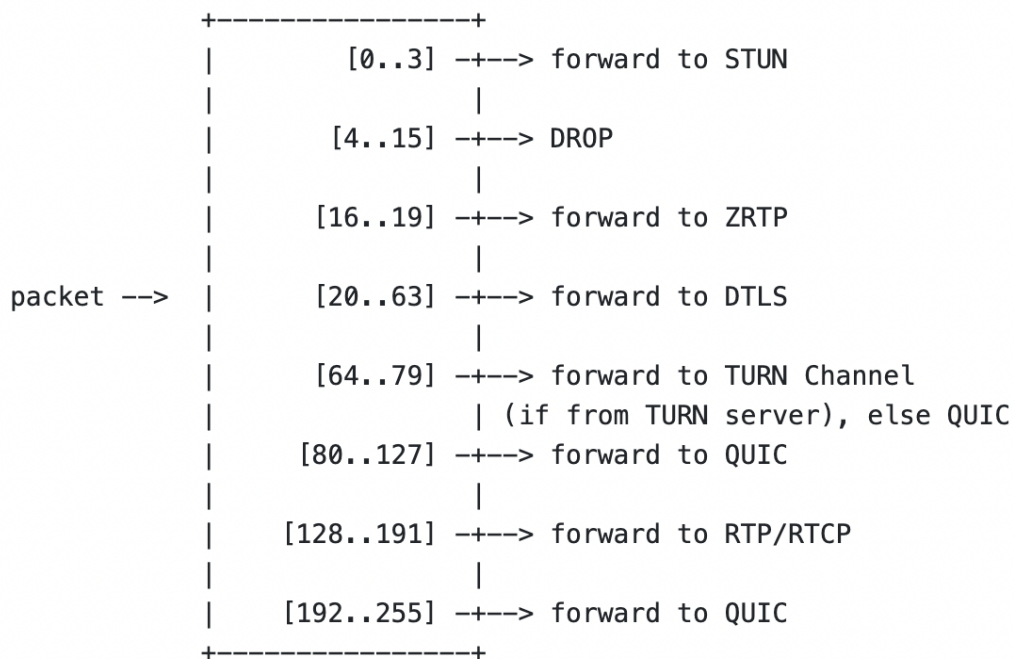 +----------------+
                 |        [0..3] -+--> forward to STUN
                 |                |
                 |       [4..15] -+--> DROP
                 |                |
                 |      [16..19] -+--> forward to ZRTP
                 |                |
     packet -->  |      [20..63] -+--> forward to DTLS
                 |                |
                 |      [64..79] -+--> forward to TURN Channel
                 |                | (if from TURN server), else QUIC
                 |     [80..127] -+--> forward to QUIC
                 |                |
                 |    [128..191] -+--> forward to RTP/RTCP
                 |                |
                 |    [192..255] -+--> forward to QUIC
                 +----------------+